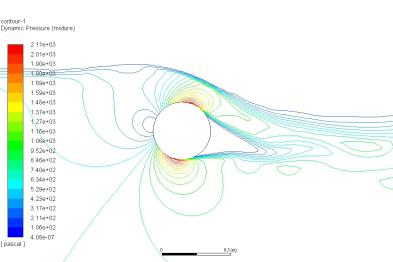 contour-1
Dynamic Pressure (mixture)
2.11e+03
2.01e+03
1.90e+03
1.80e+03
1.69e+03
1.59e+03
1.48e+03
1.37e+03
1.27e+03
1.16e+03
1.06e+03
9.52e+02
8.46e+02
7.40e+02
6.34e+02
5.29e+02
4.23e+02
3.17e+02
2.11e+02
1.06e+02
4.08e-07
[ pascal ]
0
0.5(m)